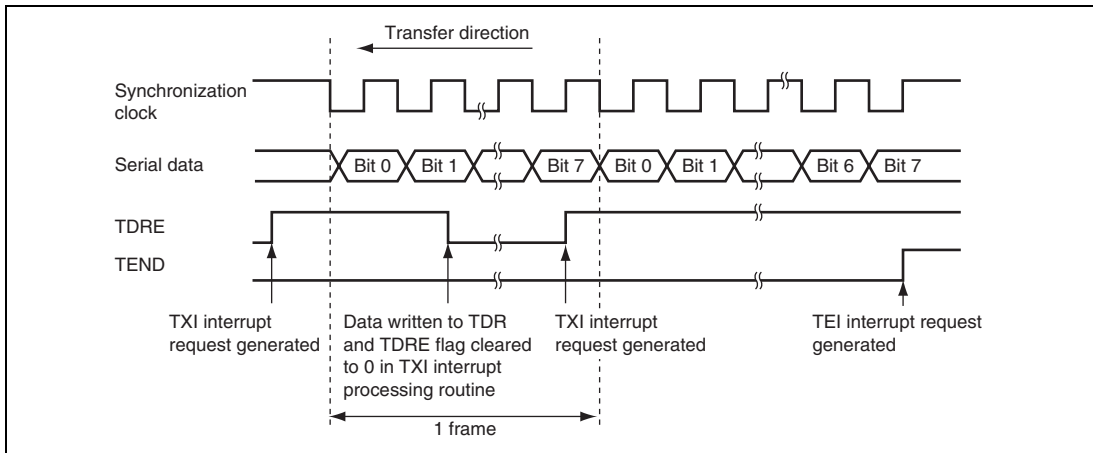 Transfer direction
Synchronization
clock
Serial data
Bit 0
Bit 1
Bit 7
Bit 0
Bit 1
Bit 6
Bit 7
TDRE
TEND
TXI interrupt
request generated
Data written to TDR
and TDRE flag cleared
to 0 in TXI interrupt
processing routine
TXI interrupt
request generated
TEI interrupt request
generated
1 frame